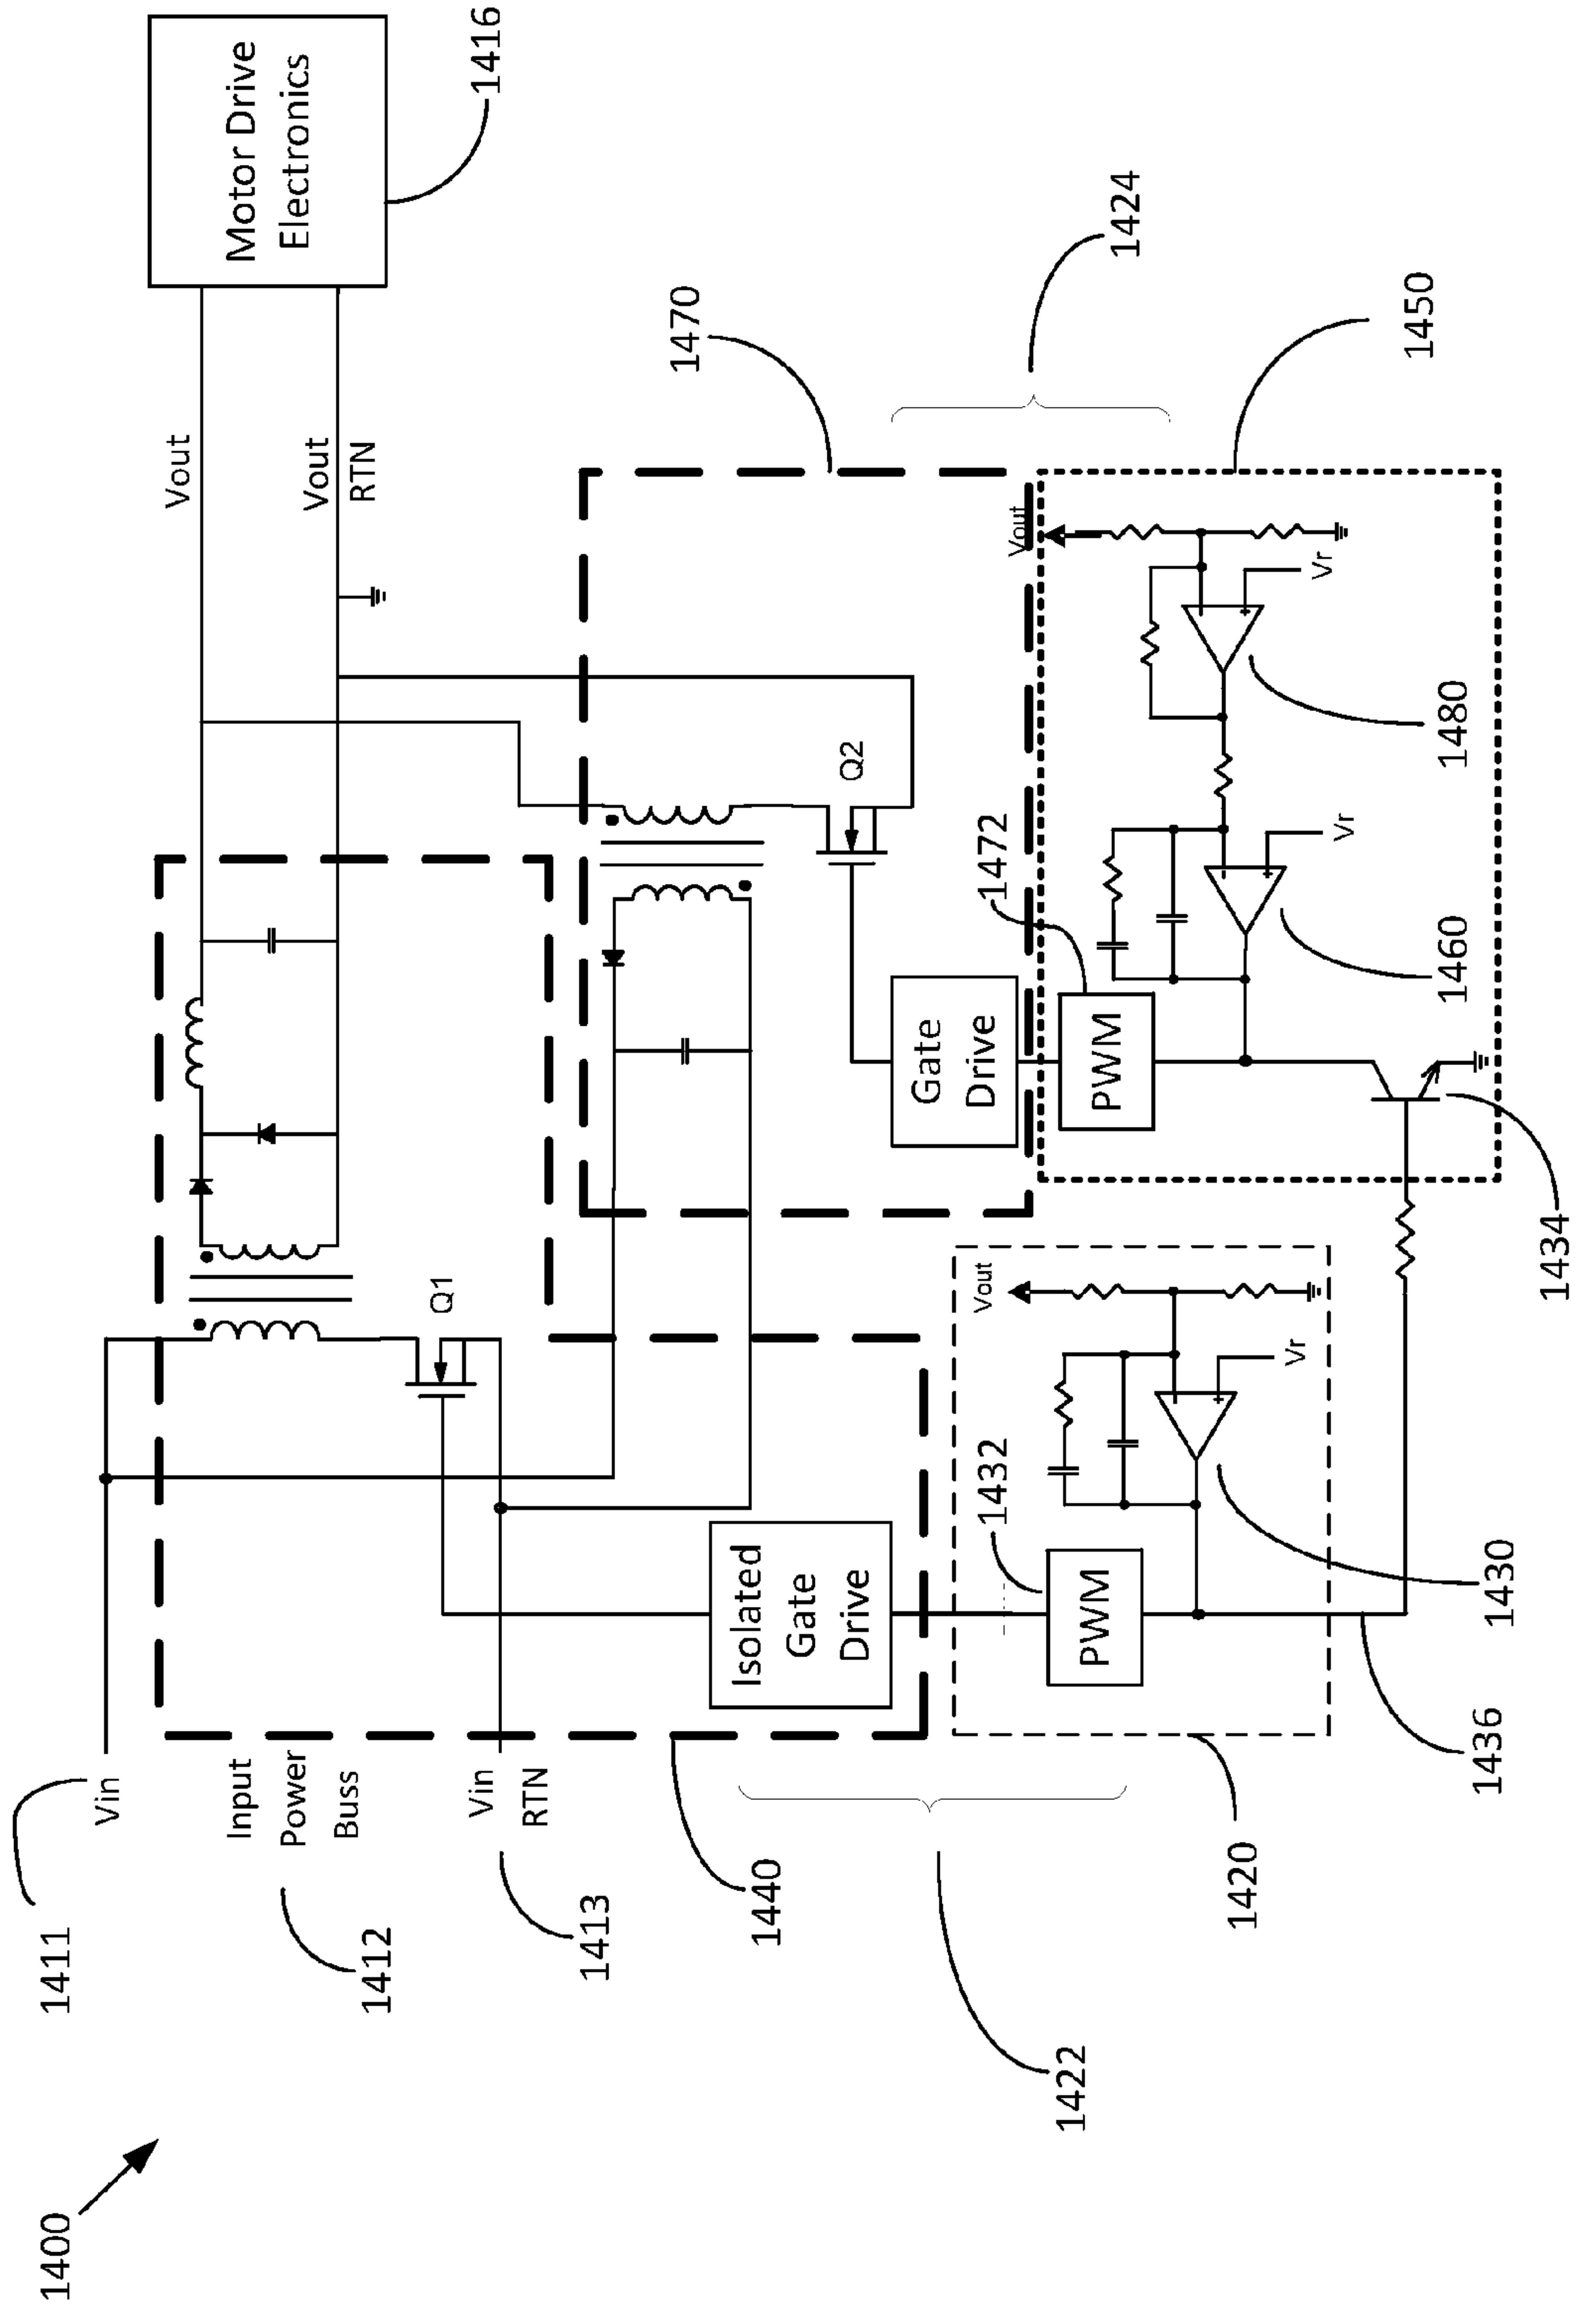 1400
1411
Vin
Input
Power
Buss
1412
Vin
RTN
1413
1440
1422
1420
1436
1430
Isolated
Gate
Drive
1432
PWM
Vr
Vout
Q1
1434
Gate
Drive
PWM
1472
1460
Vr
1480
Vr
Vout
Q2
1470
1424
1450
Vout
Vout
RTN
Motor Drive
Electronics
1416